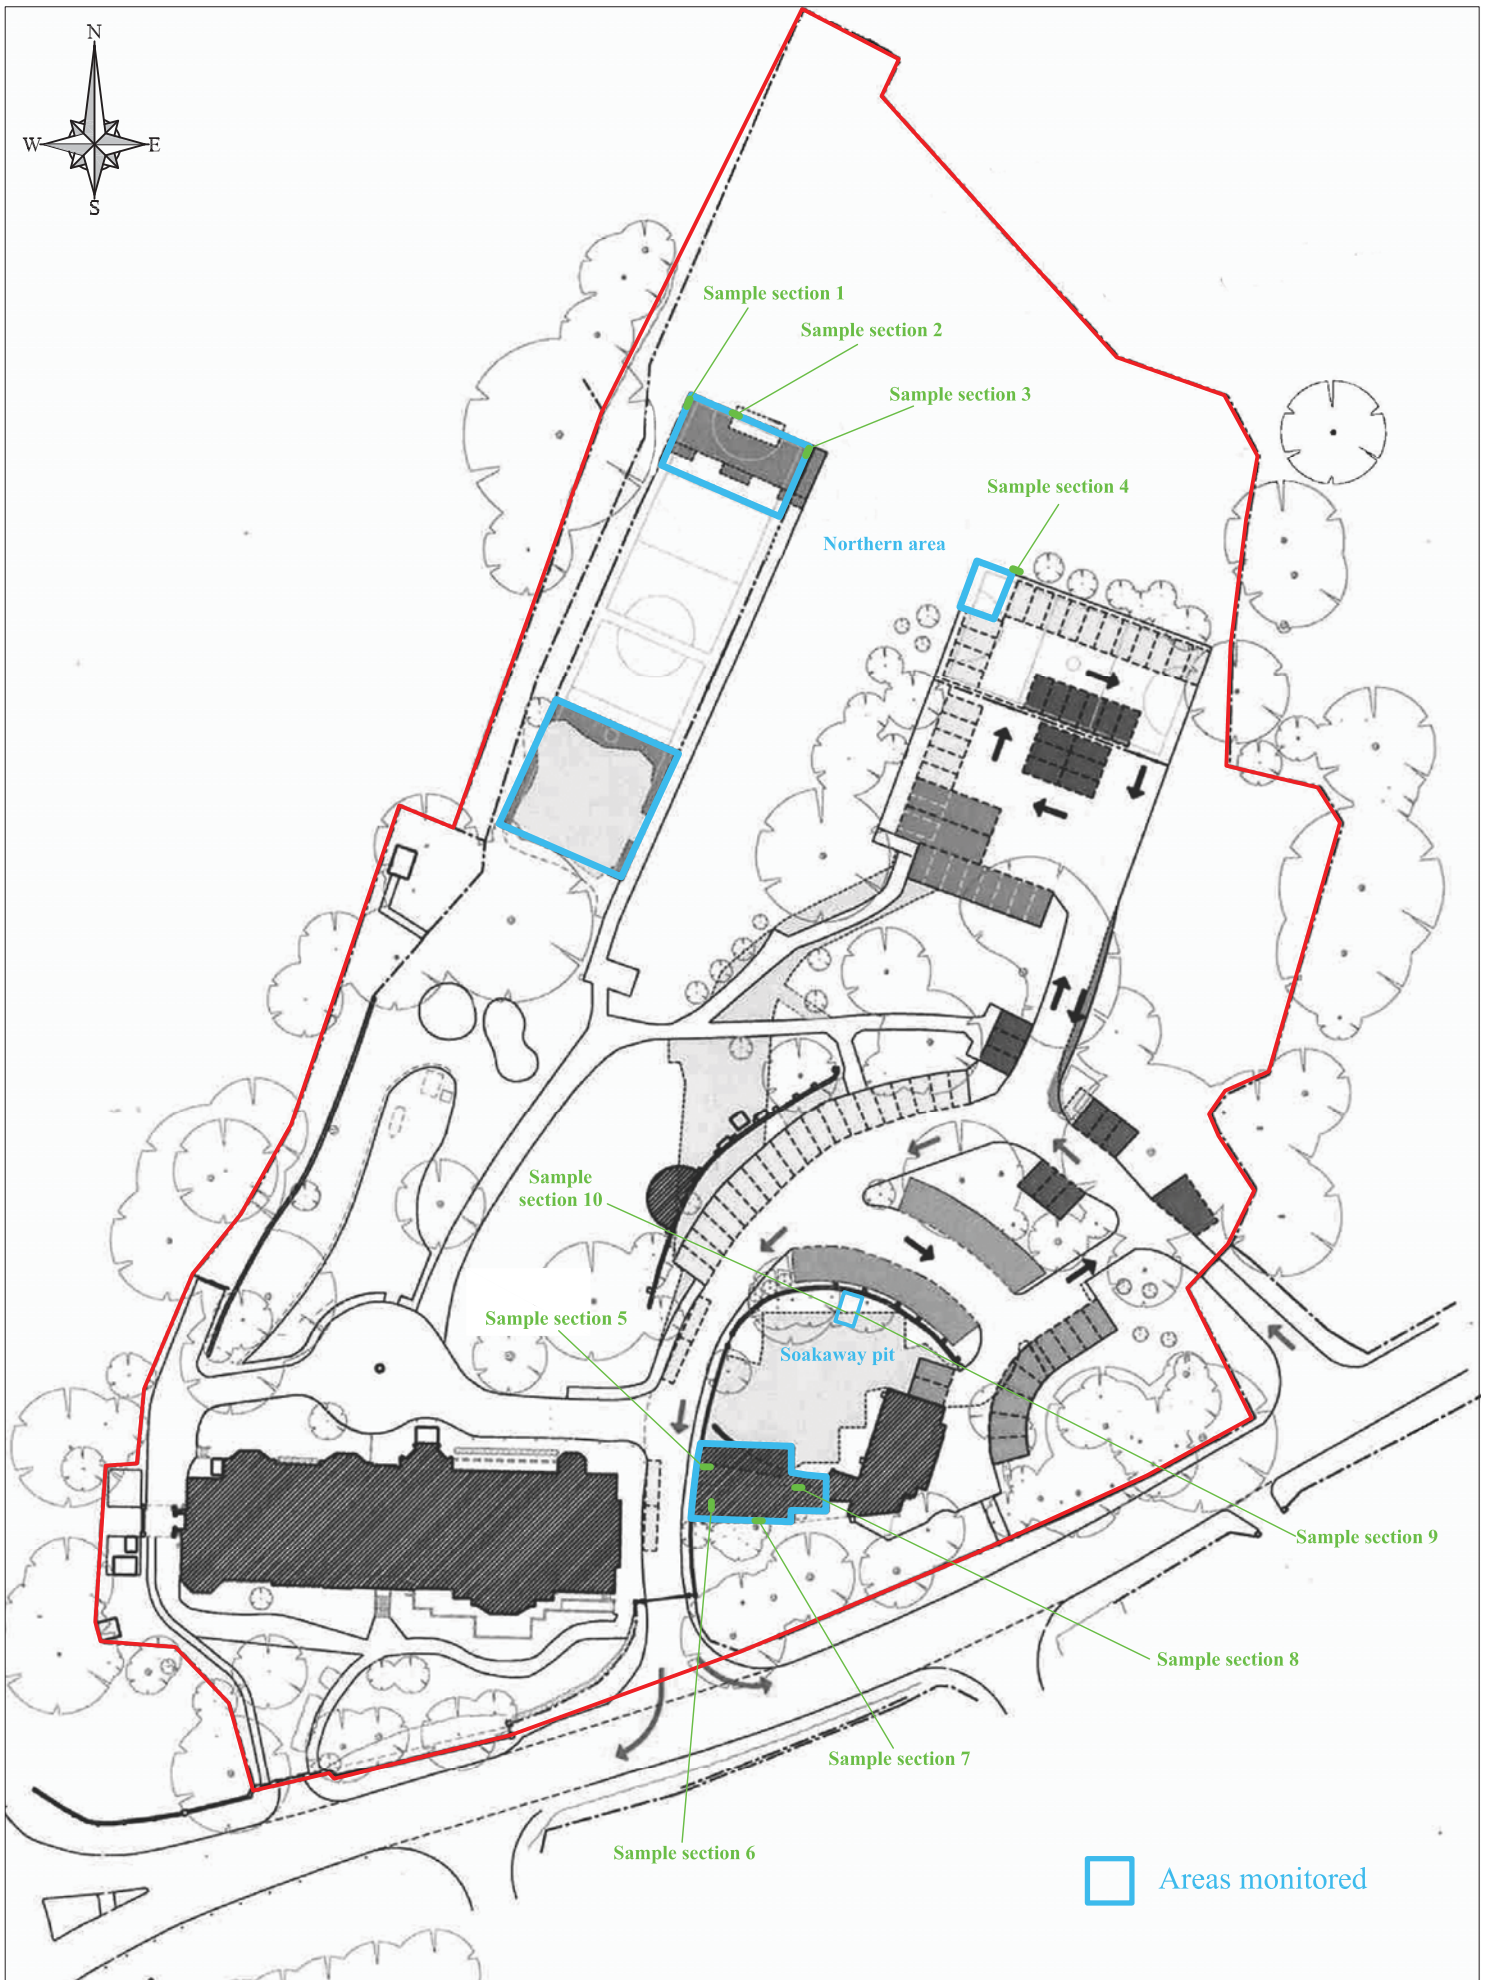 N
W
E
S
Sample section 1
Sample section 2
Sample section 3
Sample section 4
Northern area
Sample
section 10
Sample section 5
Soakaway pit
Sample section 9
Sample section 8
Sample section 7
Sample section 6
Areas monitored